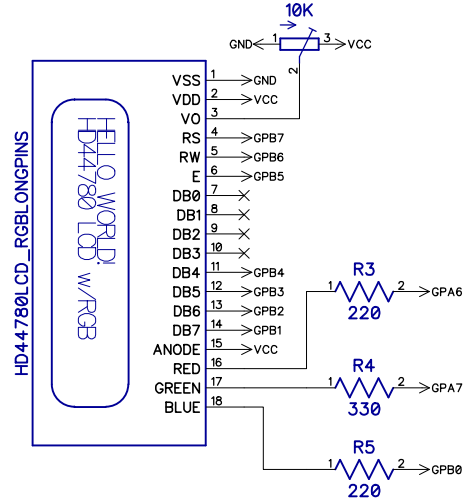 10K
GND 1 3 VCC
2
VSS 1 GND
VDD 2 VCC
VO 3
RS 4 GPB7
RW 5 GPB6
E 6 GPB5
DB0 7
DB1 8
DB2 9
DB3 10
DB4 11 GPB4
DB5 12 GPB3
DB6 13 GPB2
DB7 14 GPB1
ANODE 15 VCC
RED 16
GREEN 17
BLUE 18
HD44780LCD_RGBLONGPINS
HELLO WORLD!
HD44780 LCD w/RGB
R3
1 2 GPA6
220
R4
1 2 GPA7
330
R5
1 2 GPB0
220